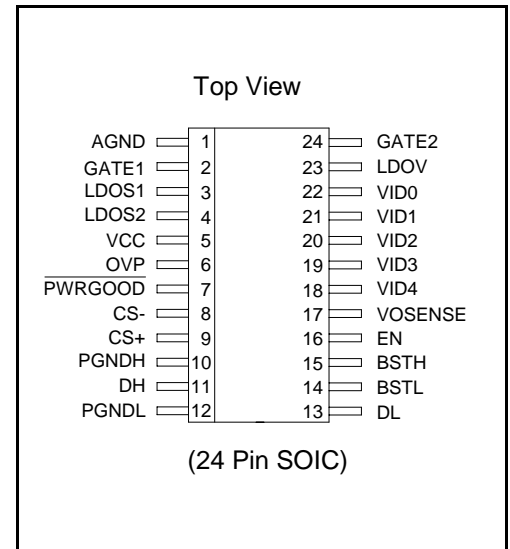 Top View
AGND 1 24 GATE2
GATE1 2 23 LDOV
LDOS1 3 22 VID0
LDOS2 4 21 VID1
VCC 5 20 VID2
OVP 6 19 VID3
PWRGOOD 7 18 VID4
CS- 8 17 VOSENSE
CS+ 9 16 EN
PGNDH 10 15 BSTH
DH 11 14 BSTL
PGNDL 12 13 DL
(24 Pin SOIC)